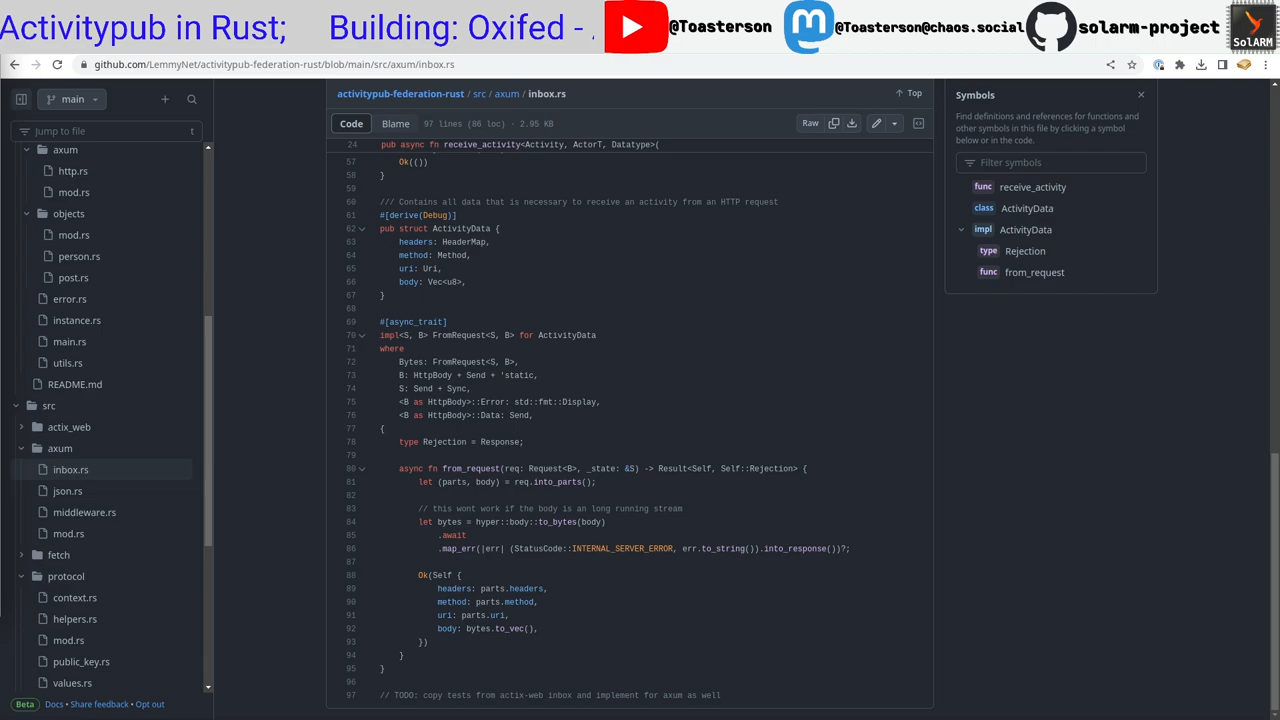 Activitypub in Rust;     Building: Oxifed -
@Toasterson
@Toasterson@chaos.social
solarm-project
SolARM
github.com/LemmyNet/activitypub-federation-rust/blob/main/src/axum/inbox.rs
main
Jump to file
t
axum
http.rs
mod.rs
objects
mod.rs
person.rs
post.rs
error.rs
instance.rs
main.rs
utils.rs
README.md
src
actix_web
axum
inbox.rs
json.rs
middleware.rs
mod.rs
fetch
protocol
context.rs
helpers.rs
mod.rs
public_key.rs
values.rs
Beta Docs · Share feedback · Opt out
activitypub-federation-rust / src / axum / inbox.rs
Top
Code Blame 97 lines (86 loc) · 2.95 KB
Raw
24 pub async fn receive_activity<Activity, ActorT, Datatype>(
57 Ok(())
58 }
59
60 /// Contains all data that is necessary to receive an activity from an HTTP request
61 #[derive(Debug)]
62 pub struct ActivityData {
63 headers: HeaderMap,
64 method: Method,
65 uri: Uri,
66 body: Vec<u8>,
67 }
68
69 #[async_trait]
70 impl<S, B> FromRequest<S, B> for ActivityData
71 where
72 Bytes: FromRequest<S, B>,
73 B: HttpBody + Send + 'static,
74 S: Send + Sync,
75 <B as HttpBody>::Error: std::fmt::Display,
76 <B as HttpBody>::Data: Send,
77 {
78 type Rejection = Response;
79
80 async fn from_request(req: Request<B>, _state: &S) -> Result<Self, Self::Rejection> {
81 let (parts, body) = req.into_parts();
82
83 // this wont work if the body is an long running stream
84 let bytes = hyper::body::to_bytes(body)
85 .await
86 .map_err(|err| (StatusCode::INTERNAL_SERVER_ERROR, err.to_string()).into_response())?;
87
88 Ok(Self {
89 headers: parts.headers,
90 method: parts.method,
91 uri: parts.uri,
92 body: bytes.to_vec(),
93 })
94 }
95 }
96
97 // TODO: copy tests from actix-web inbox and implement for axum as well
Symbols
Find definitions and references for functions and
other symbols in this file by clicking a symbol
below or in the code.
Filter symbols
func receive_activity
class ActivityData
impl ActivityData
type Rejection
func from_request